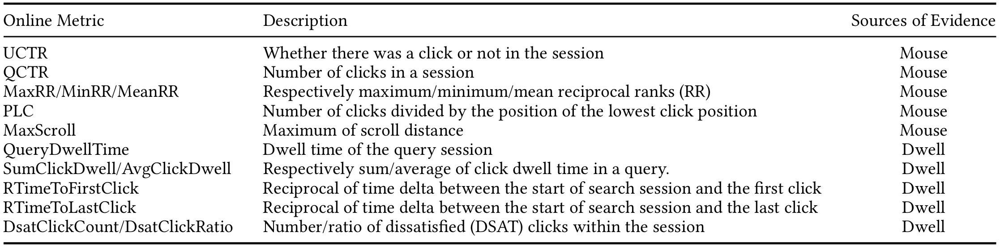 Online Metric Description Sources of Evidence
UCTR Whether there was a click or not in the session Mouse
QCTR Number of clicks in a session Mouse
MaxRR/MinRR/MeanRR Respectively maximum/minimum/mean reciprocal ranks (RR) Mouse
PLC Number of clicks divided by the position of the lowest click position Mouse
MaxScroll Maximum of scroll distance Mouse
QueryDwellTime Dwell time of the query session Dwell
SumClickDwell/AvgClickDwell Respectively sum/average of click dwell time in a query. Dwell
RTimeToFirstClick Reciprocal of time delta between the start of search session and the first click Dwell
RTimeToLastClick Reciprocal of time delta between the start of search session and the last click Dwell
DsatClickCount/DsatClickRatio Number/ratio of dissatisfied (DSAT) clicks within the session Dwell